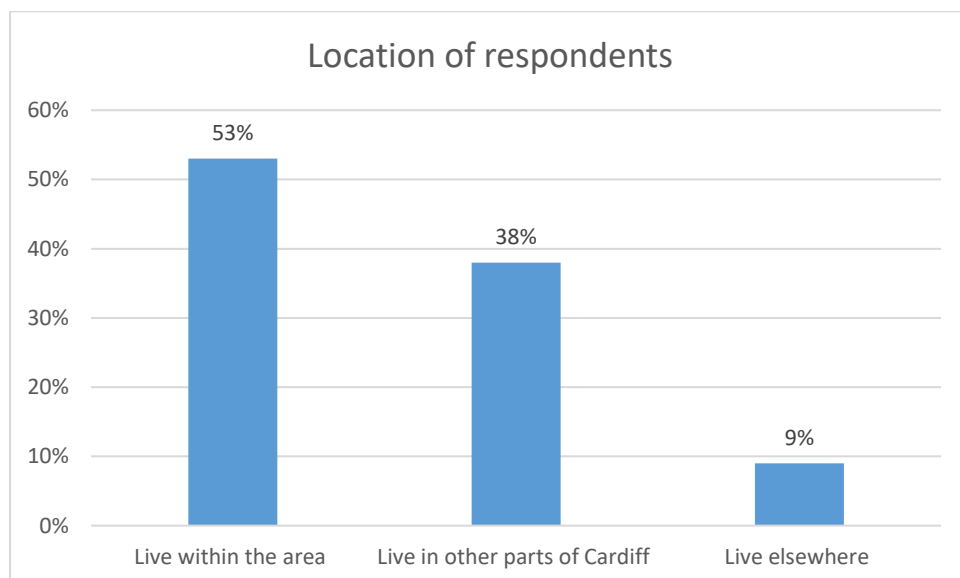 Location of respondents
60%
53%
50%
38%
40%
30%
20%
9%
10%
0%
Live within the area
Live in other parts of Cardiff
Live elsewhere